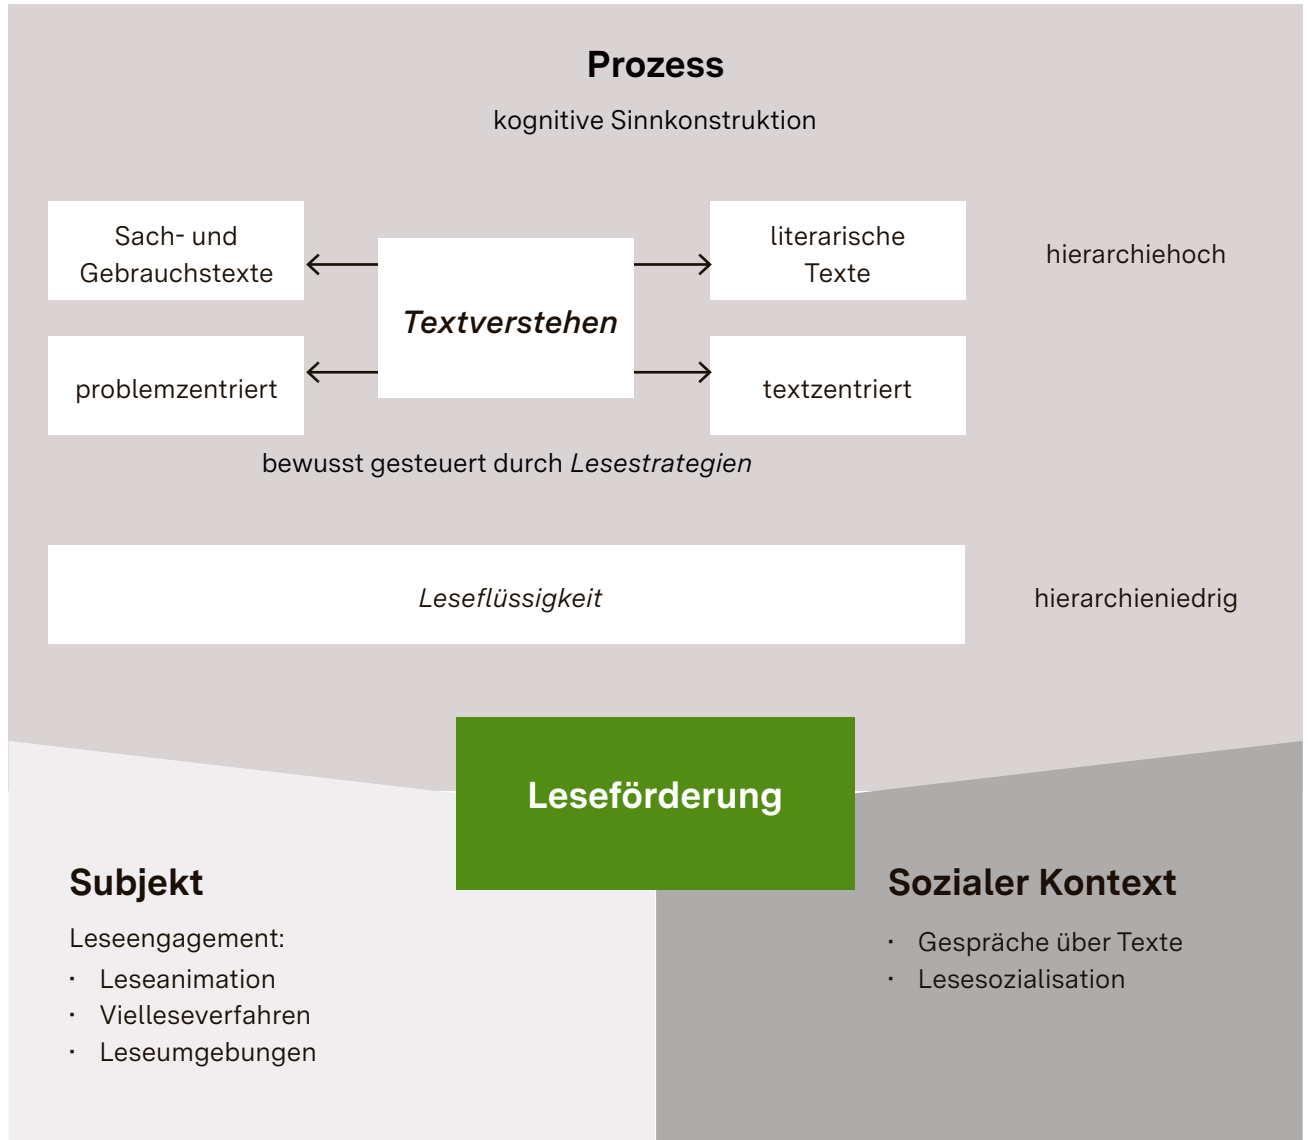 Prozess
kognitive Sinnkonstruktion
Sach- und
Gebrauchstexte
literarische
Texte
hierarchiehoch
Textverstehen
problemzentriert
textzentriert
bewusst gesteuert durch Lesestrategien
Leseflüssigkeit
hierarchieniedrig
Leseförderung
Subjekt
Leseengagement:
· Leseanimation
· Vielleseverfahren
· Leseumgebungen
Sozialer Kontext
· Gespräche über Texte
· Lesesozialisation